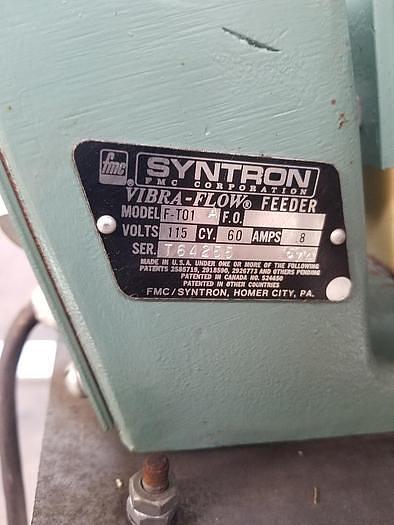 fmc ® SYNTRON
FMC CORPORATION
VIBRA-FLOW® FEEDER
MODEL F-T01 A F.O.
VOLTS 115 CY. 60 AMPS 8
SER. T64255
MADE IN U.S.A. UNDER ONE OR MORE OF THE FOLLOWING
PATENTS 2585719, 2918590, 2926773 AND OTHERS PENDING
PATENTED IN CANADA NO. 524650
PATENTED IN OTHER COUNTRIES
FMC/SYNTRON, HOMER CITY, PA.